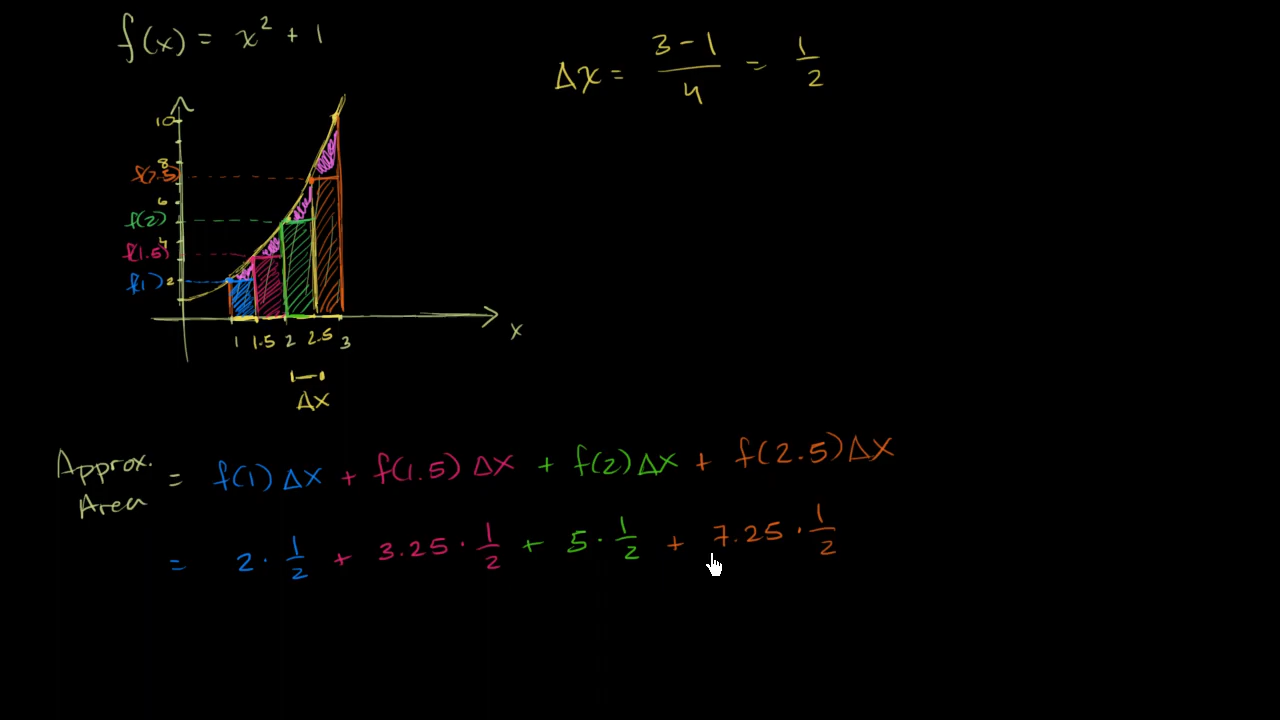 f(x) = x² + 1
Δx = (3 - 1)/4 = 1/2
10
8
f(2.5)
6
f(2)
4
f(1.5)
f(1) 2
1 1.5 2 2.5 3
x
Δx
Approx. Area = f(1) Δx + f(1.5) Δx + f(2) Δx + f(2.5) Δx
= 2 · 1/2 + 3.25 · 1/2 + 5 · 1/2 + 7.25 · 1/2